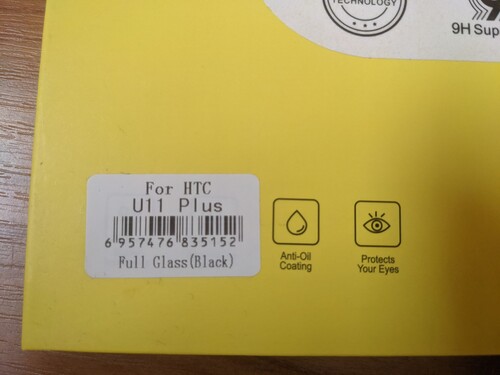 TECHNOLOGY
9H Sup
For HTC
U11 Plus
6 957476 835152
Full Glass(Black)
Anti-Oil
Coating
Protects
Your Eyes